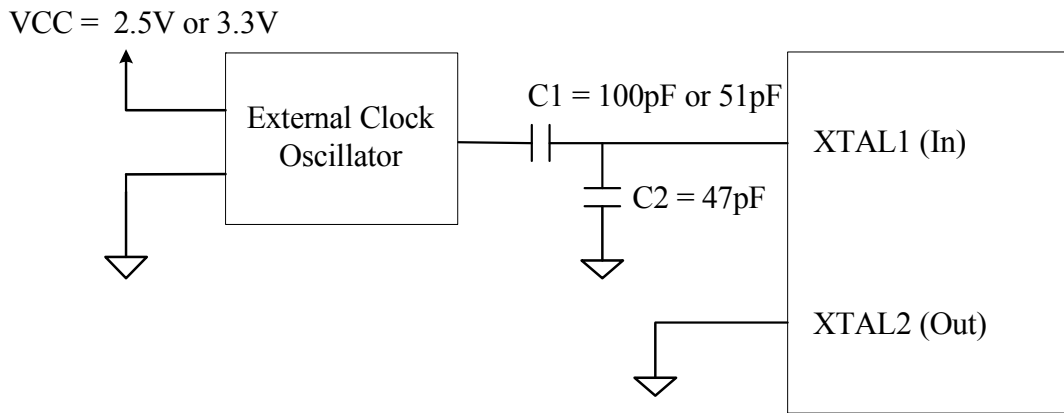 VCC = 2.5V or 3.3V
External Clock
Oscillator
C1 = 100pF or 51pF
C2 = 47pF
XTAL1 (In)
XTAL2 (Out)